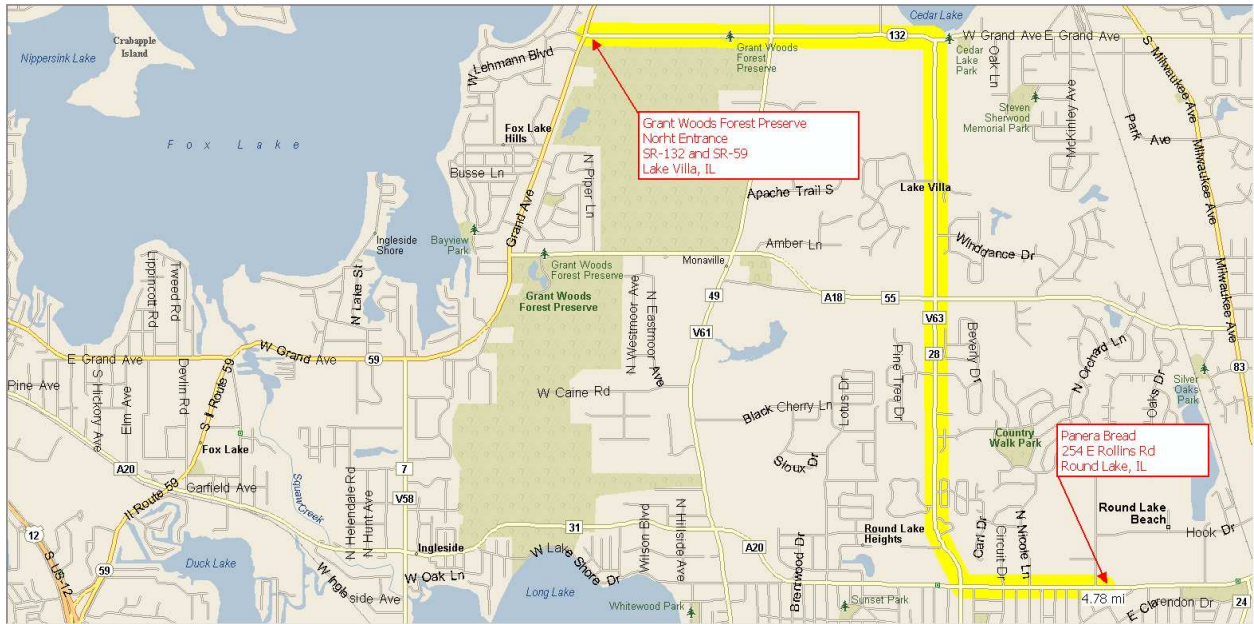 Cedar Lake
Crabapple
Island
Nippersink Lake
W Lehmann Blvd
132
W Grand Ave
E Grand Ave
Grant Woods
Forest
Preserve
Cedar
Lake
Park
Oak Ln
S Milwaukee Ave
Fox Lake
Fox Lake
Hills
Grant Woods Forest Preserve
Norht Entrance
SR-132 and SR-59
Lake Villa, IL
Steven
Sherwood
Memorial Park
McKinley Ave
Park Ave
Milwaukee Ave
Busse Ln
N Piper Ln
Apache Trail S
Lake Villa
Grand Ave
Ingleside
Shore
Bayview
Park
Amber Ln
Winddance Dr
Lippincott Rd
Tweed Rd
N Lake St
Grant Woods
Forest Preserve
Monaville
Milwaukee Ave
Grant Woods
Forest Preserve
N Westmoor Ave
N Eastmoor Ave
49
A18
55
V61
V63
28
E Grand Ave
W Grand Ave
59
Pine Tree Dr
Beverly Dr
N Orchard Ln
83
Pine Ave
S Hickory Ave
Elm Ave
Devlin Rd
W Caine Rd
Lotus Dr
Oaks Dr
Silver
Oaks
Park
Black Cherry Ln
S Il Route 59
Country
Walk Park
Panera Bread
254 E Rollins Rd
Round Lake, IL
Fox Lake
Sioux Dr
A20
7
Garfield Ave
V58
Squaw Creek
Il Route 59
N Helendale Rd
N Hunt Ave
Wilson Blvd
N Hillside Ave
31
Round Lake
Beach
Hook Dr
12
S US-12
Ingleside
W Lake Shore Dr
A20
Round Lake
Heights
N Nicole Ln
Circuit Dr
59
Duck Lake
W Ingleside Ave
W Oak Ln
Long Lake
Brentwood Dr
Whitewood Park
Sunset Park
4.78 mi
E Clarendon Dr
24